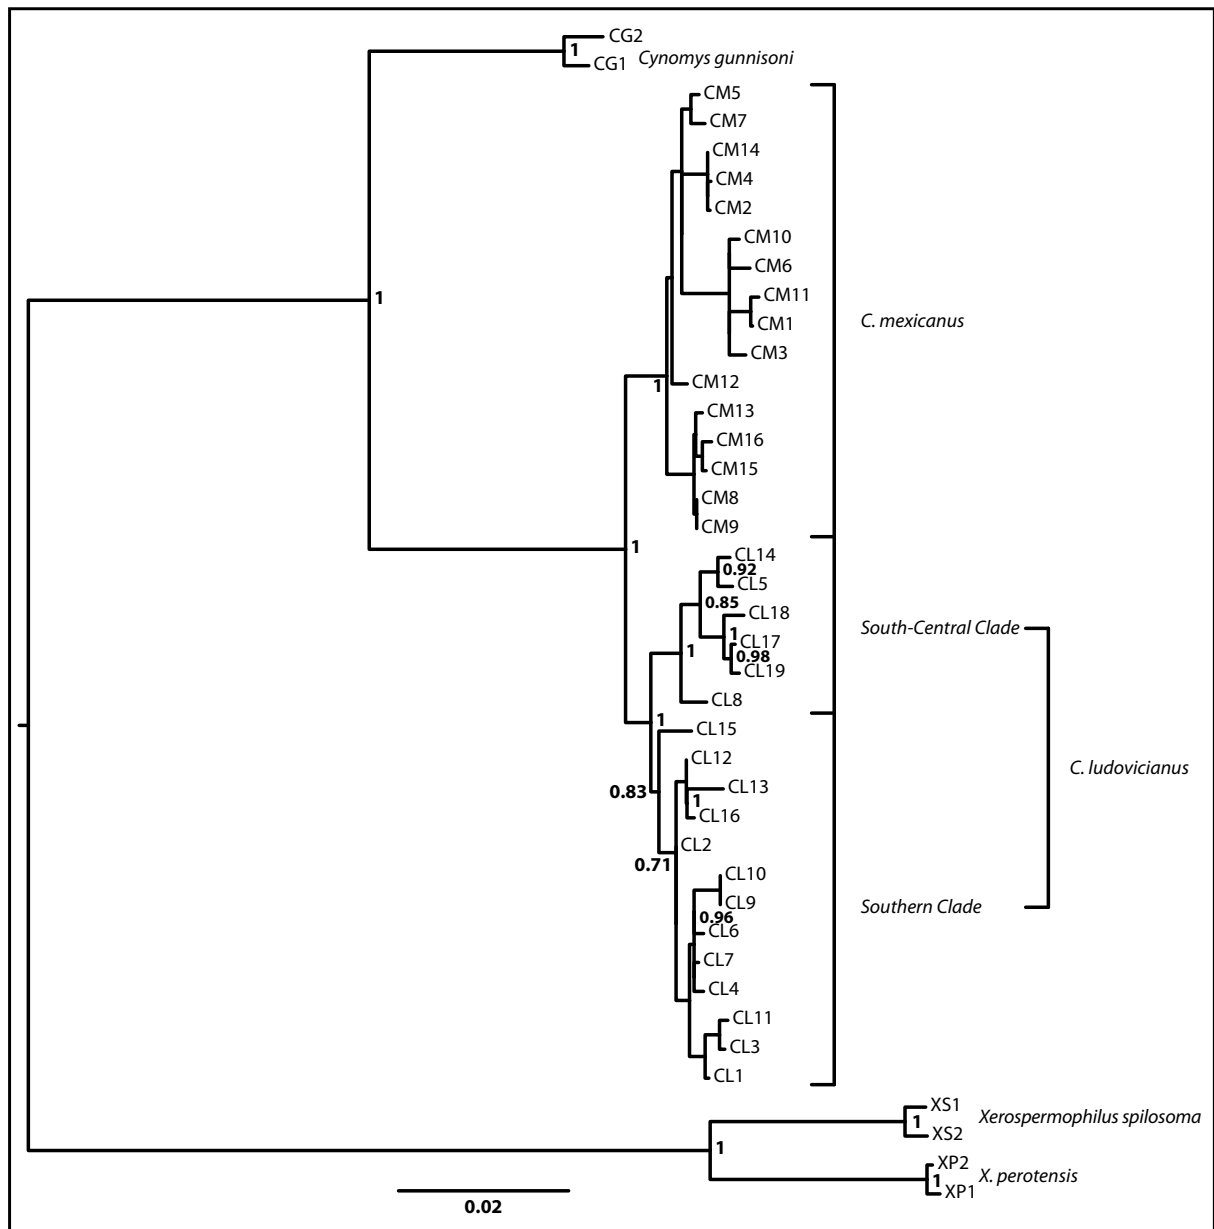 CG2
1
CG1
Cynomys gunnisoni
CM5
CM7
CM14
CM4
CM2
CM10
CM6
CM11
1
CM1
C. mexicanus
CM3
CM12
1
CM13
CM16
CM15
CM8
CM9
1
CL14
0.92
CL5
0.85
CL18
South-Central Clade
1
CL17
1
0.98
CL19
CL8
1
CL15
CL12
C. ludovicianus
0.83
CL13
1
CL16
CL2
0.71
CL10
CL9
Southern Clade
0.96
CL6
CL7
CL4
CL11
CL3
CL1
XS1
Xerospermophilus spilosoma
1
XS2
1
XP2
X. perotensis
1
XP1
0.02